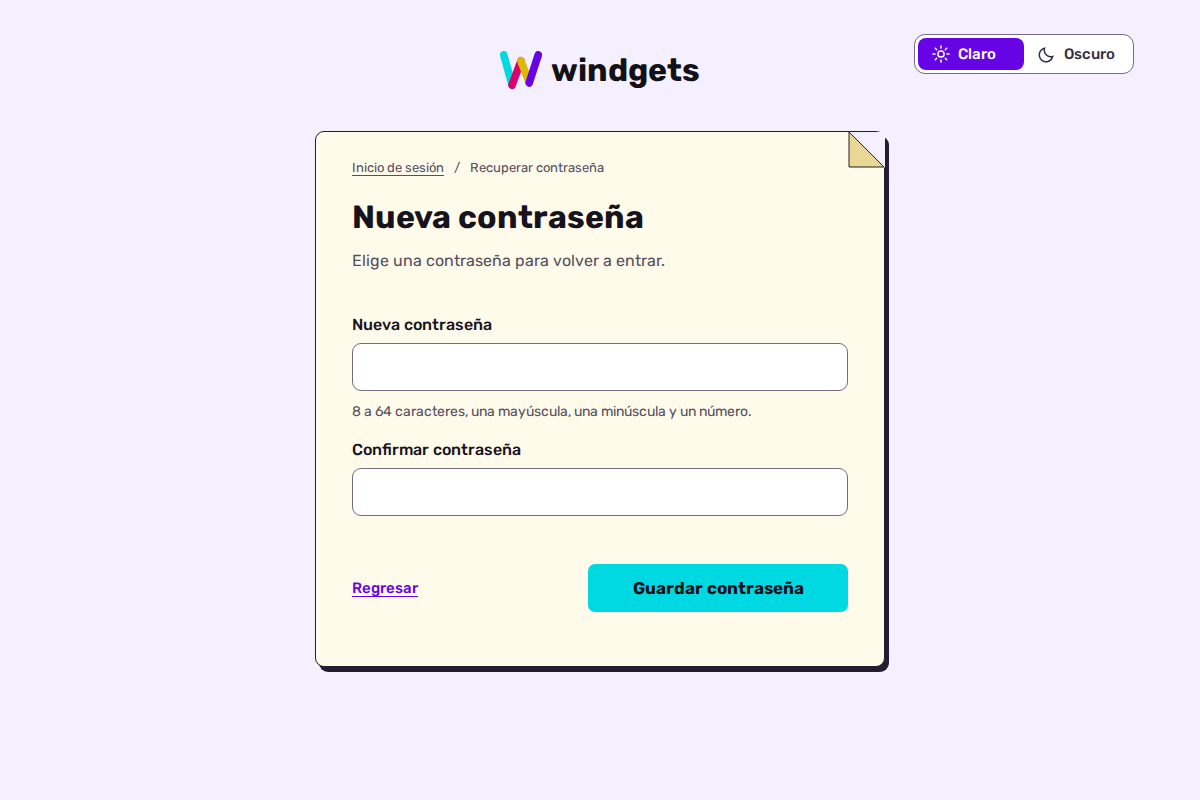 windgets
Claro
Oscuro
Inicio de sesión / Recuperar contraseña
Nueva contraseña
Elige una contraseña para volver a entrar.
Nueva contraseña
8 a 64 caracteres, una mayúscula, una minúscula y un número.
Confirmar contraseña
Regresar
Guardar contraseña